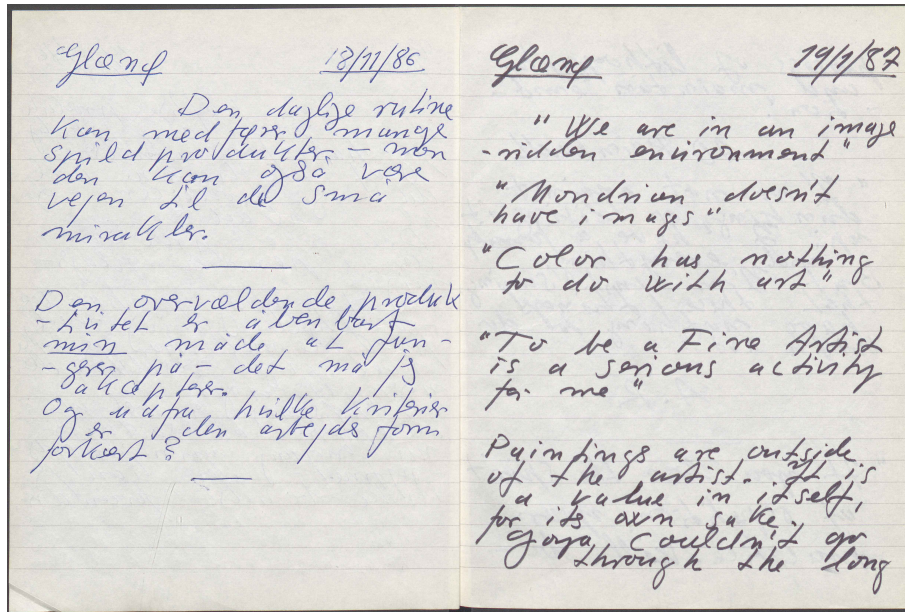 Glænø 18/11/86
Den daglige rutine
kan medføre mange
spildprodukter - men
den kan også være
vejen til de små
mirakler.
Den overvældende produk
-tivitet er åbenbart
min måde at fun-
-gere på - det må jeg
acceptere.
Og udfra hvilke kriterier
er den arbejdsform
forkert?
Glænø 19/1/87
"We are in an image
-ridden environment"
"Mondrian doesn't
have images"
"Color has nothing
to do with art"
"To be a Fine Artist
is a serious activity
for me"
Paintings are outside
of the artist. It is
a value in itself,
for its own sake.
Goya couldn't go
through the long